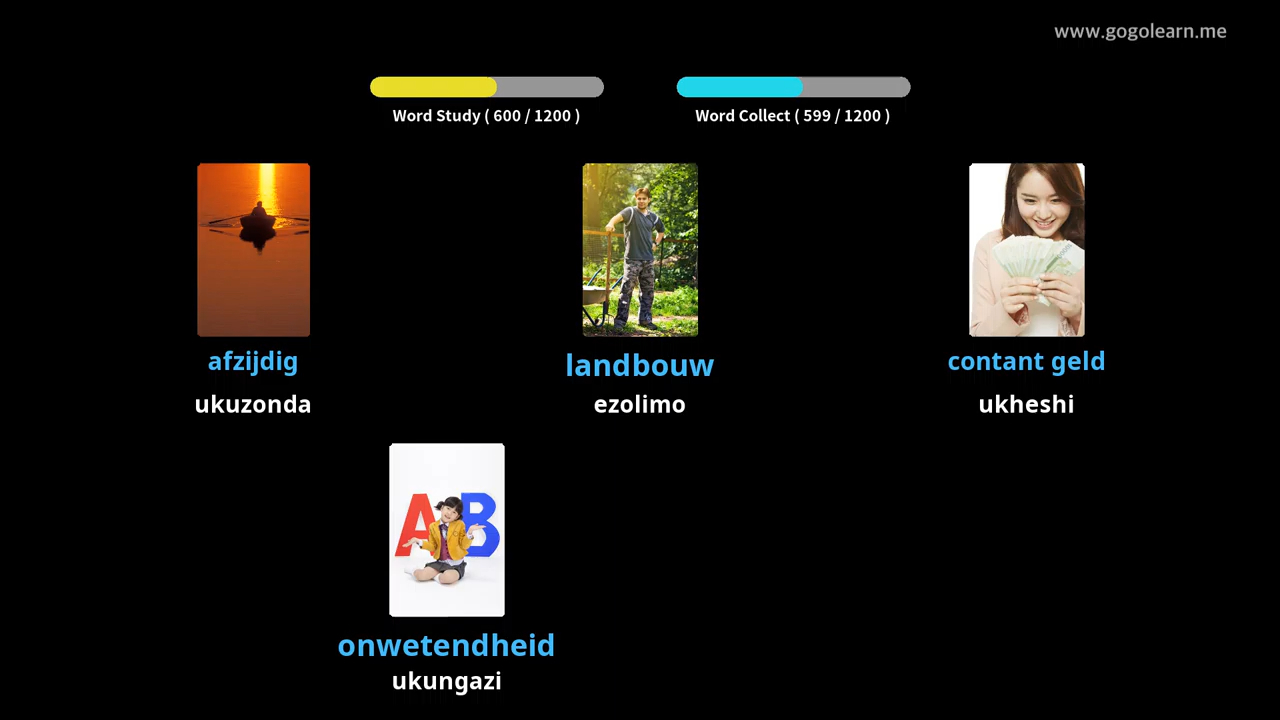 www.gogolearn.me
Word Study ( 600 / 1200 )
Word Collect ( 599 / 1200 )
afzijdig
landbouw
contant geld
ukuzonda
ezolimo
ukheshi
A B
onwetendheid
ukungazi